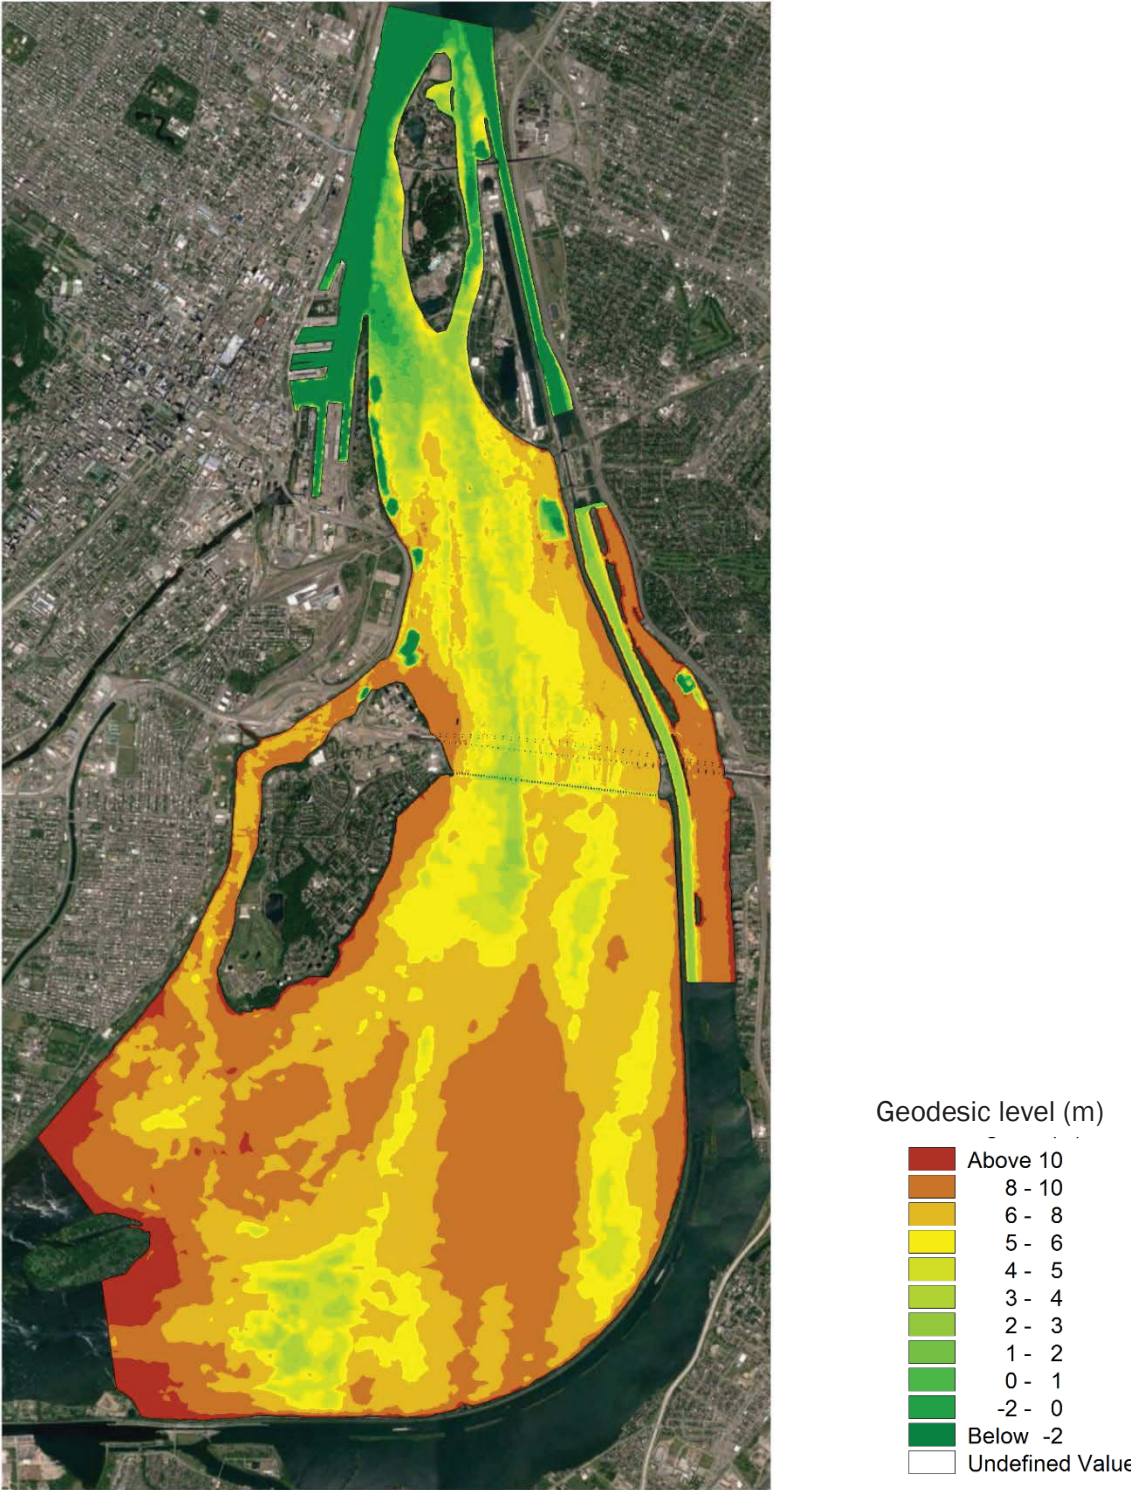 Geodesic level (m)
Above 10
8 - 10
6 - 8
5 - 6
4 - 5
3 - 4
2 - 3
1 - 2
0 - 1
-2 - 0
Below -2
Undefined Value